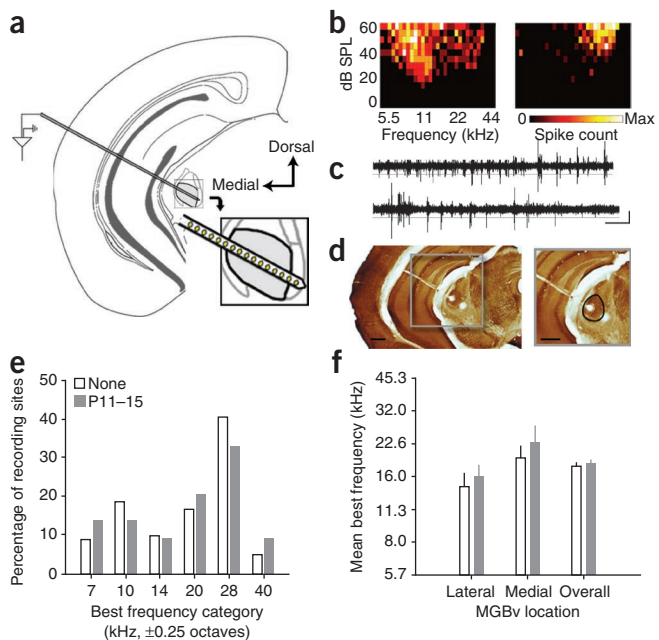 a
Dorsal
Medial
b
dB SPL
60
40
20
0
5.5 11 22 44
Frequency (kHz)
0 Max
Spike count
c
d
e
Percentage of recording sites
50
40
30
20
10
0
None
P11–15
7 10 14 20 28 40
Best frequency category
(kHz, ±0.25 octaves)
f
Mean best frequency (kHz)
45.3
32.0
22.6
16.0
11.3
8.0
5.7
Lateral Medial Overall
MGBv location